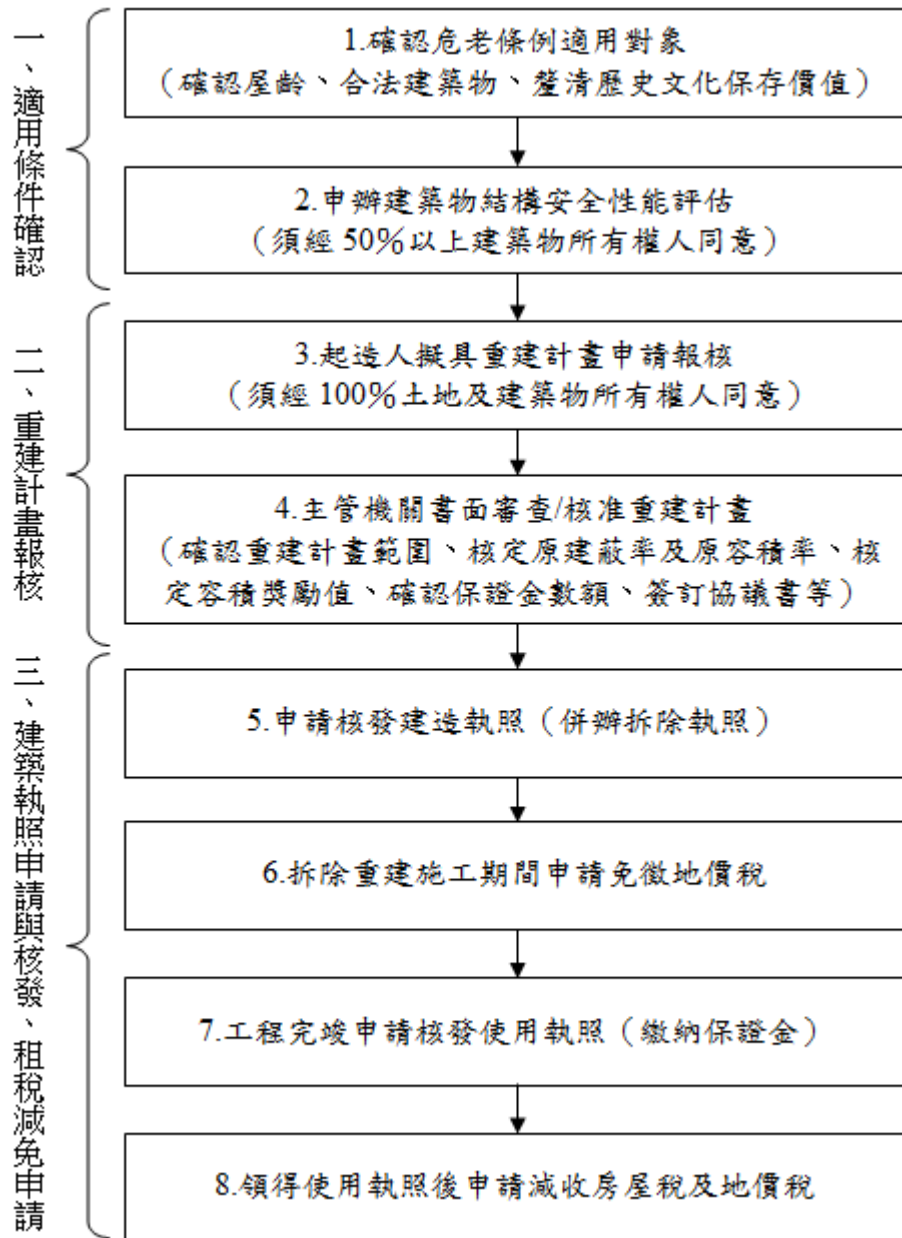 一、適用條件確認
1.確認危老條例適用對象
（確認屋齡、合法建築物、釐清歷史文化保存價值）
2.申辦建築物結構安全性能評估
（須經 50％以上建築物所有權人同意）
二、重建計畫報核
3.起造人擬具重建計畫申請報核
（須經 100％土地及建築物所有權人同意）
4.主管機關書面審查/核准重建計畫
（確認重建計畫範圍、核定原建蔽率及原容積率、核
定容積獎勵值、確認保證金數額、簽訂協議書等）
三、建築執照申請與核發、租稅減免申請
5.申請核發建造執照（併辦拆除執照）
6.拆除重建施工期間申請免徵地價稅
7.工程完竣申請核發使用執照（繳納保證金）
8.領得使用執照後申請減收房屋稅及地價稅